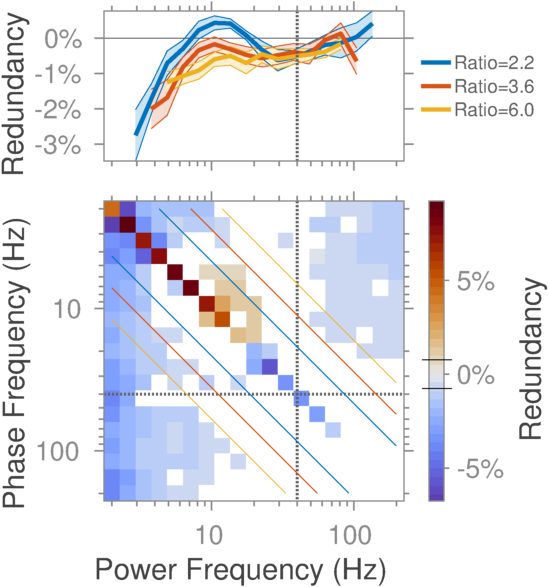 Redundancy
0%
-1%
-2%
-3%
Ratio=2.2
Ratio=3.6
Ratio=6.0
Phase Frequency (Hz)
10
100
10
100
Power Frequency (Hz)
5%
0%
-5%
Redundancy